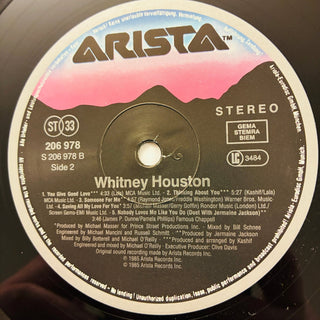 ARISTA™
ST 33
STEREO
206 978
S 206 978 B
Side 2
GEMA
STEMRA
BIEM
LC 3484
Whitney Houston
1. You Give Good Love*** 4:33 (Lala) MCA Music Ltd. - 2. Thinking About You** 5:27 (Kashif/Lala)
MCA Music Ltd. - 3. Someone For Me** 4:57 (Raymond Jones/Freddie Washington) Warner Bros. Music
Ltd. - 4. Saving All My Love For You* 3:57 (Michael Masser/Gerry Goffin) Rondor Music (London) Ltd./
Screen Gems-EMI Music Ltd. - 5. Nobody Loves Me Like You Do (Duet With Jermaine Jackson)*
3:46 (James P. Dunne/Pamela Phillips) Famous Chappell
*Produced by Michael Masser for Prince Street Productions Inc. - Mixed by Bill Schnee
Engineered by Michael Mancini and Russell Schmitt - Produced by Jermaine Jackson
Mixed by Billy Botrell and Michael O'Reilly - Produced and arranged by Kashif
Engineered and mixed by Michael O'Reilly - Executive Producer: Clive Davis
Original sound recording made by Arista Records Inc.
℗ 1985 Arista Records Inc.
© 1985 Arista Records Inc.